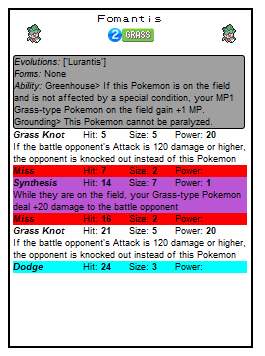 Fomantis
2 GRASS
Evolutions: ['Lurantis']
Forms: None
Ability: Greenhouse> If this Pokemon is on the field
and is not affected by a special condition, your MP1
Grass-type Pokemon on the field gain +1 MP.
Grounding> This Pokemon cannot be paralyzed.
Grass Knot Hit: 5 Size: 5 Power: 20
If the battle opponent's Attack is 120 damage or higher,
the opponent is knocked out instead of this Pokemon
Miss Hit: 7 Size: 2 Power:
Synthesis Hit: 14 Size: 7 Power: 1
While they are on the field, your Grass-type Pokemon
deal +20 damage to the battle opponent
Miss Hit: 16 Size: 2 Power:
Grass Knot Hit: 21 Size: 5 Power: 20
If the battle opponent's Attack is 120 damage or higher,
the opponent is knocked out instead of this Pokemon
Dodge Hit: 24 Size: 3 Power: